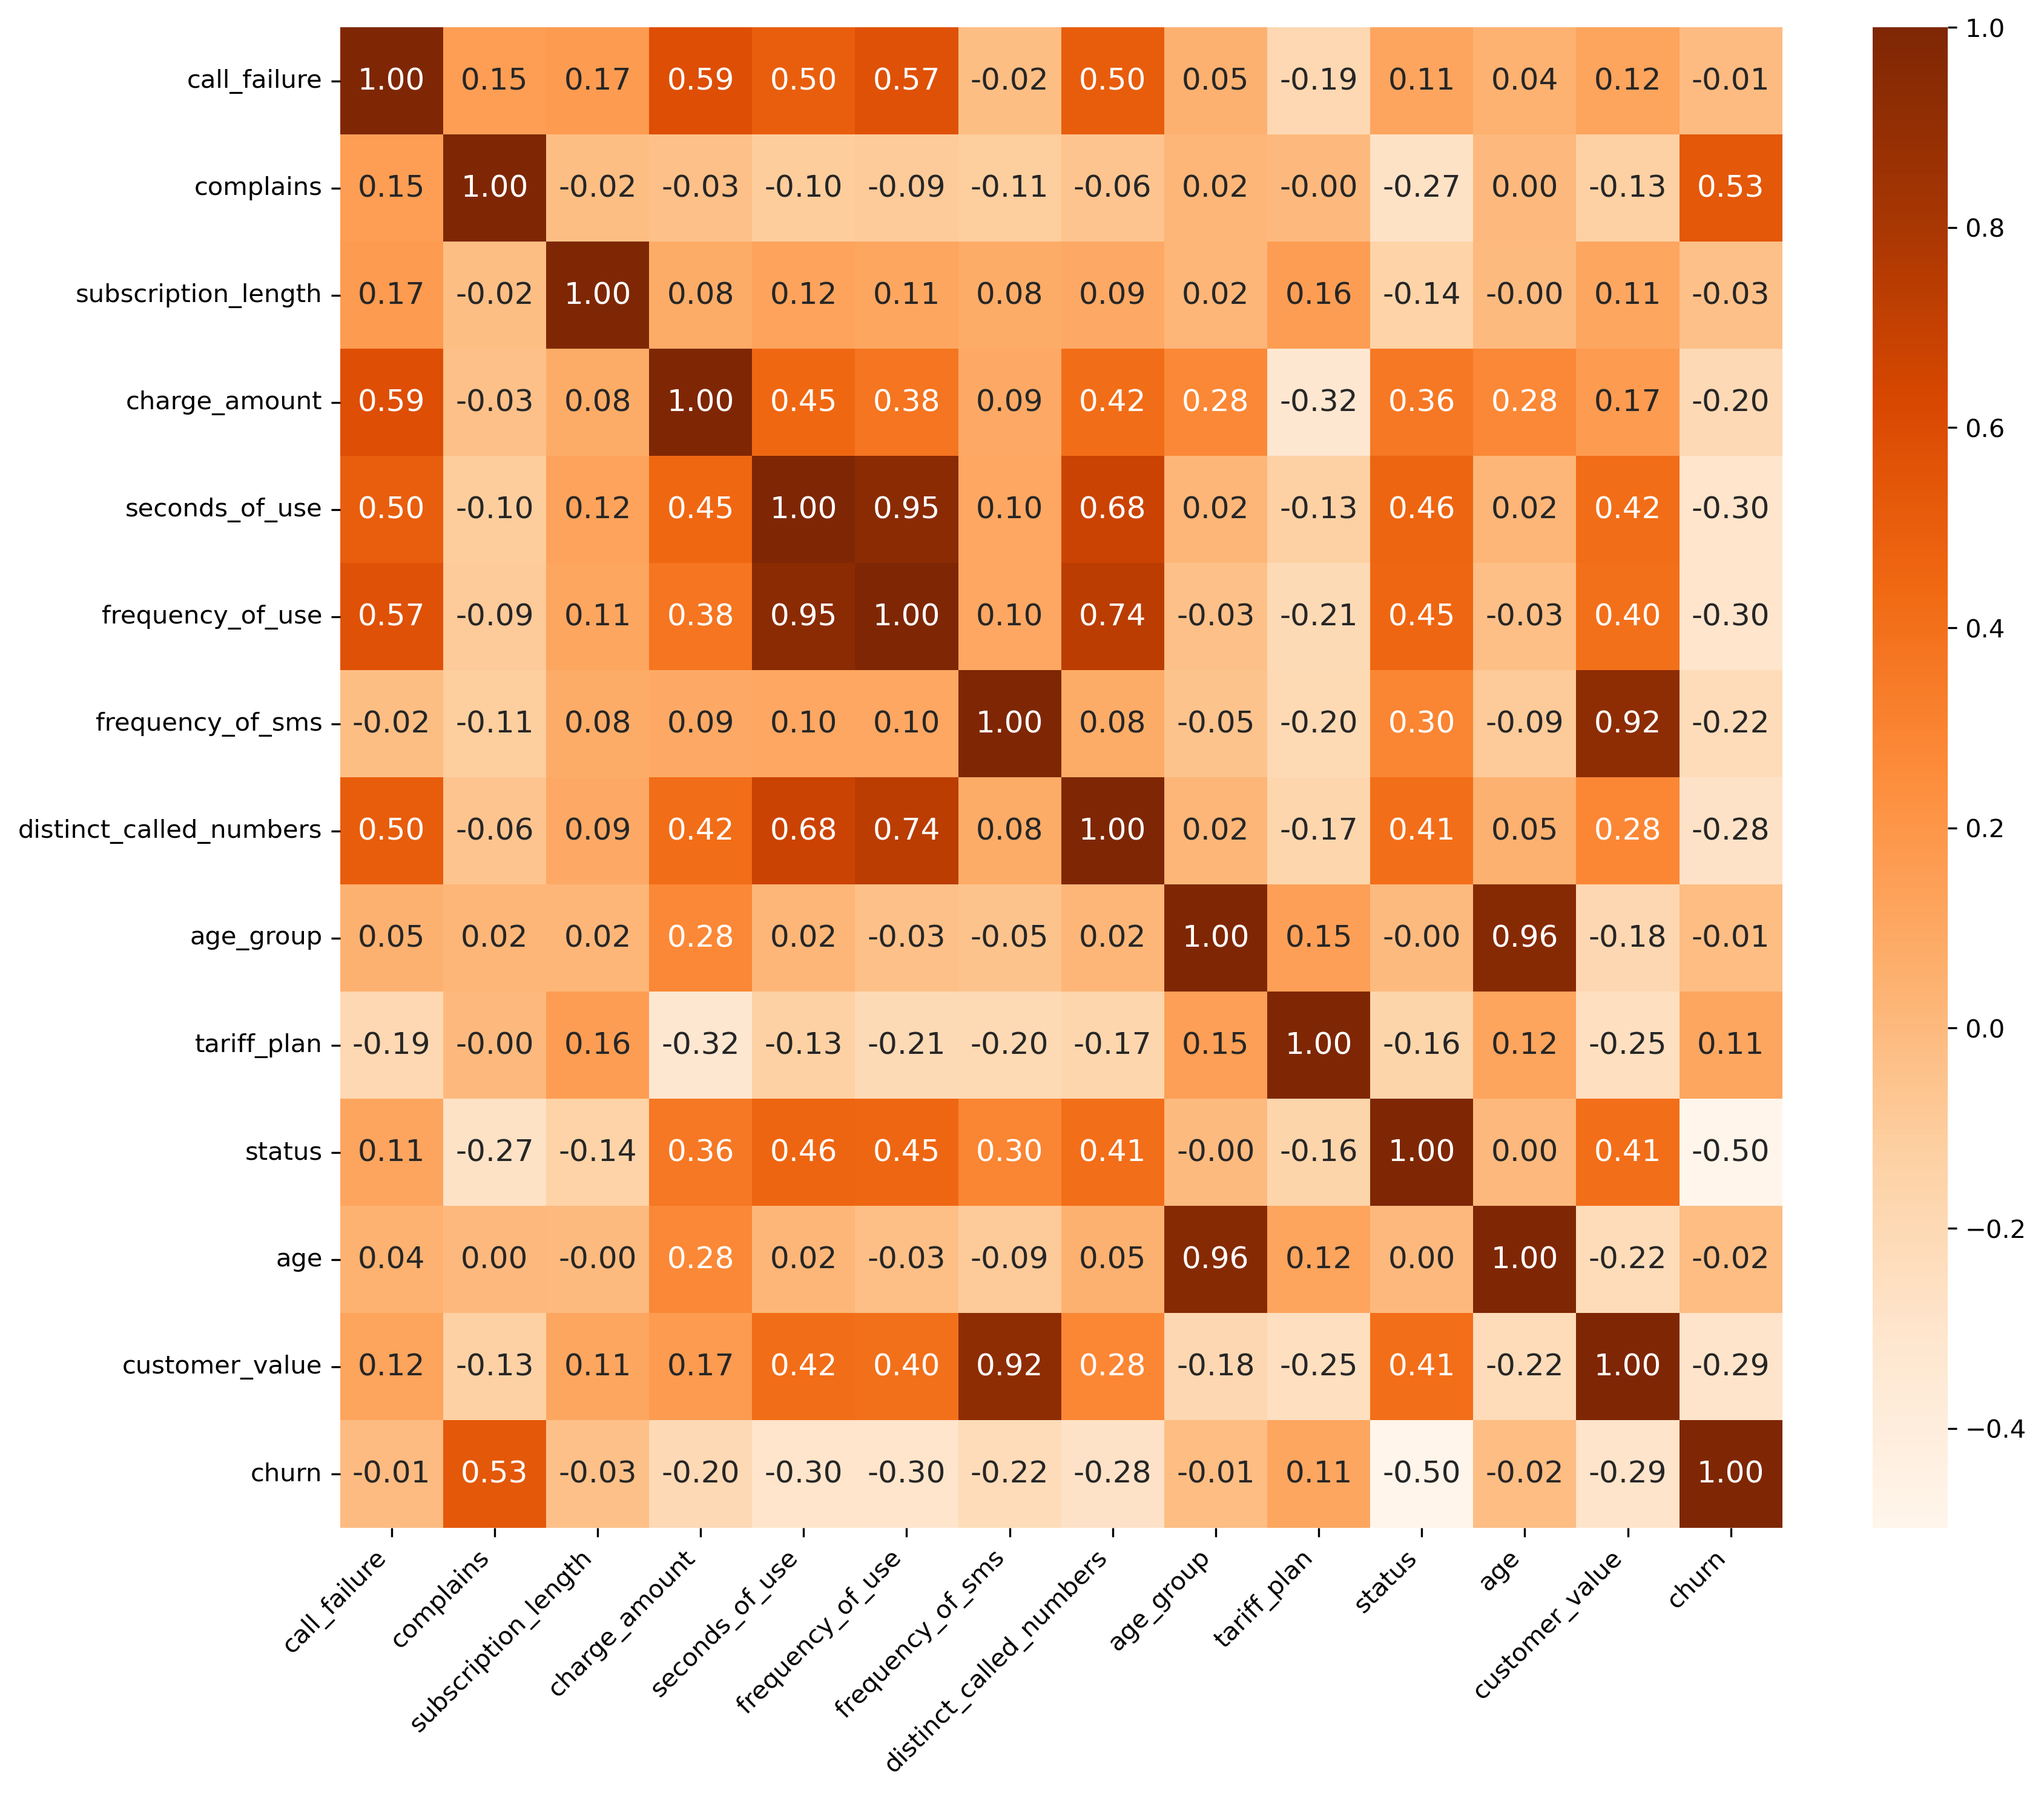 call_failure 1.00 0.15 0.17 0.59 0.50 0.57 -0.02 0.50 0.05 -0.19 0.11 0.04 0.12 -0.01
complains 0.15 1.00 -0.02 -0.03 -0.10 -0.09 -0.11 -0.06 0.02 -0.00 -0.27 0.00 -0.13 0.53
subscription_length 0.17 -0.02 1.00 0.08 0.12 0.11 0.08 0.09 0.02 0.16 -0.14 -0.00 0.11 -0.03
charge_amount 0.59 -0.03 0.08 1.00 0.45 0.38 0.09 0.42 0.28 -0.32 0.36 0.28 0.17 -0.20
seconds_of_use 0.50 -0.10 0.12 0.45 1.00 0.95 0.10 0.68 0.02 -0.13 0.46 0.02 0.42 -0.30
frequency_of_use 0.57 -0.09 0.11 0.38 0.95 1.00 0.10 0.74 -0.03 -0.21 0.45 -0.03 0.40 -0.30
frequency_of_sms -0.02 -0.11 0.08 0.09 0.10 0.10 1.00 0.08 -0.05 -0.20 0.30 -0.09 0.92 -0.22
distinct_called_numbers 0.50 -0.06 0.09 0.42 0.68 0.74 0.08 1.00 0.02 -0.17 0.41 0.05 0.28 -0.28
age_group 0.05 0.02 0.02 0.28 0.02 -0.03 -0.05 0.02 1.00 0.15 -0.00 0.96 -0.18 -0.01
tariff_plan -0.19 -0.00 0.16 -0.32 -0.13 -0.21 -0.20 -0.17 0.15 1.00 -0.16 0.12 -0.25 0.11
status 0.11 -0.27 -0.14 0.36 0.46 0.45 0.30 0.41 -0.00 -0.16 1.00 0.00 0.41 -0.50
age 0.04 0.00 -0.00 0.28 0.02 -0.03 -0.09 0.05 0.96 0.12 0.00 1.00 -0.22 -0.02
customer_value 0.12 -0.13 0.11 0.17 0.42 0.40 0.92 0.28 -0.18 -0.25 0.41 -0.22 1.00 -0.29
churn -0.01 0.53 -0.03 -0.20 -0.30 -0.30 -0.22 -0.28 -0.01 0.11 -0.50 -0.02 -0.29 1.00
call_failure
complains
subscription_length
charge_amount
seconds_of_use
frequency_of_use
frequency_of_sms
distinct_called_numbers
age_group
tariff_plan
status
age
customer_value
churn
1.0
0.8
0.6
0.4
0.2
0.0
−0.2
−0.4